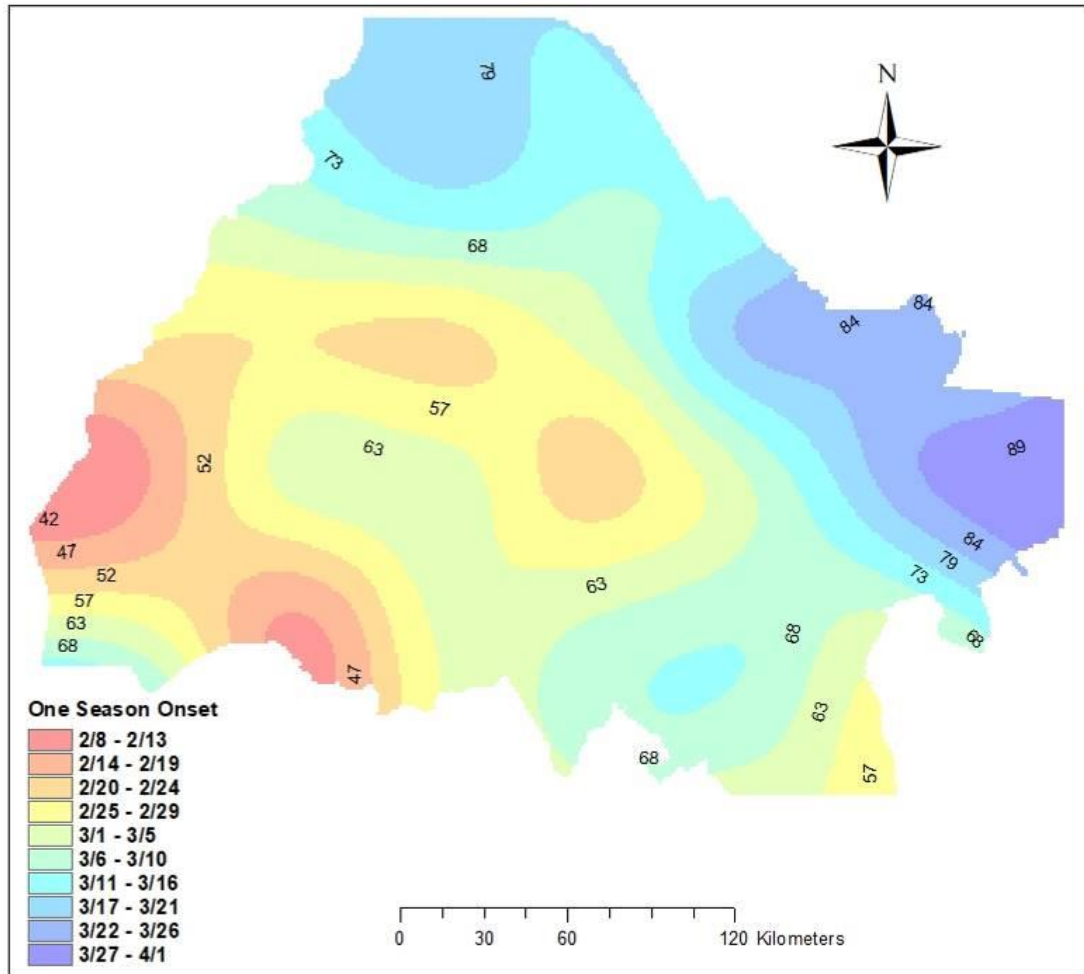 79
N
73
68
84
84
57
63
89
52
42
84
47
79
52
73
57
63
63
68
68
68
47
63
68
57
One Season Onset
2/8 - 2/13
2/14 - 2/19
2/20 - 2/24
2/25 - 2/29
3/1 - 3/5
3/6 - 3/10
3/11 - 3/16
3/17 - 3/21
3/22 - 3/26
3/27 - 4/1
0 30 60 120 Kilometers